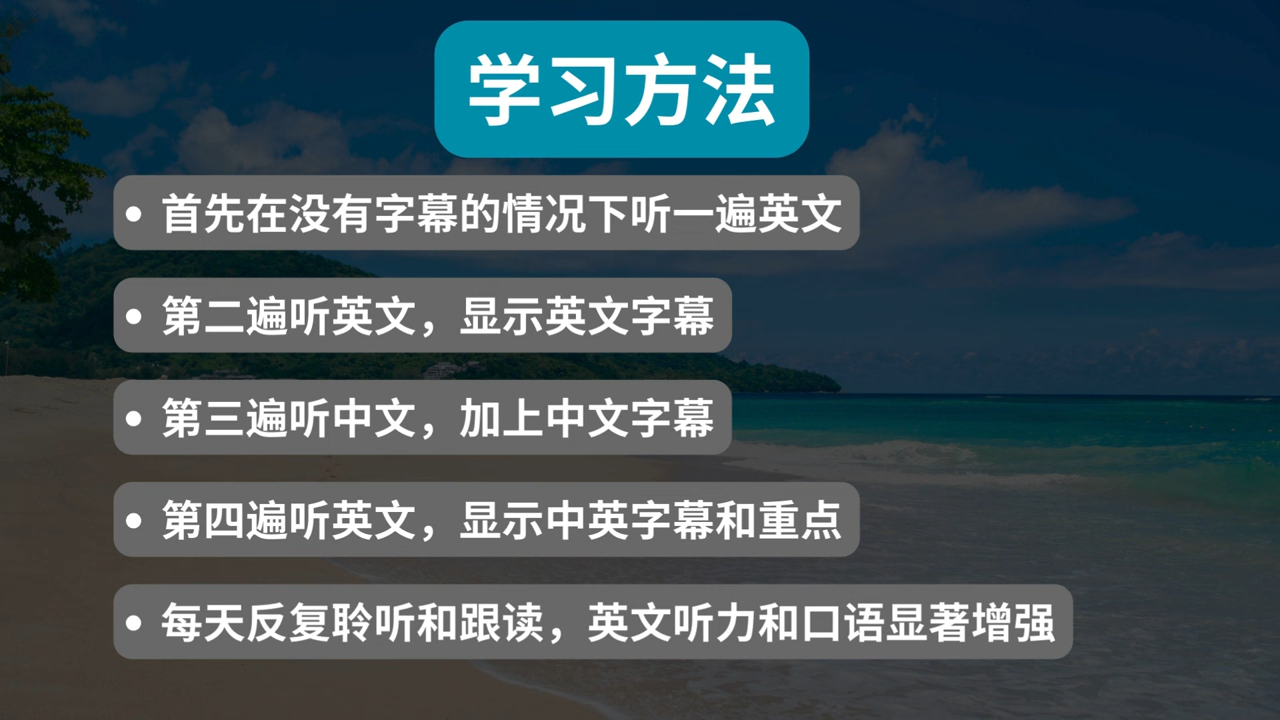 学习方法
• 首先在没有字幕的情况下听一遍英文
• 第二遍听英文，显示英文字幕
• 第三遍听中文，加上中文字幕
• 第四遍听英文，显示中英字幕和重点
• 每天反复聆听和跟读，英文听力和口语显著增强